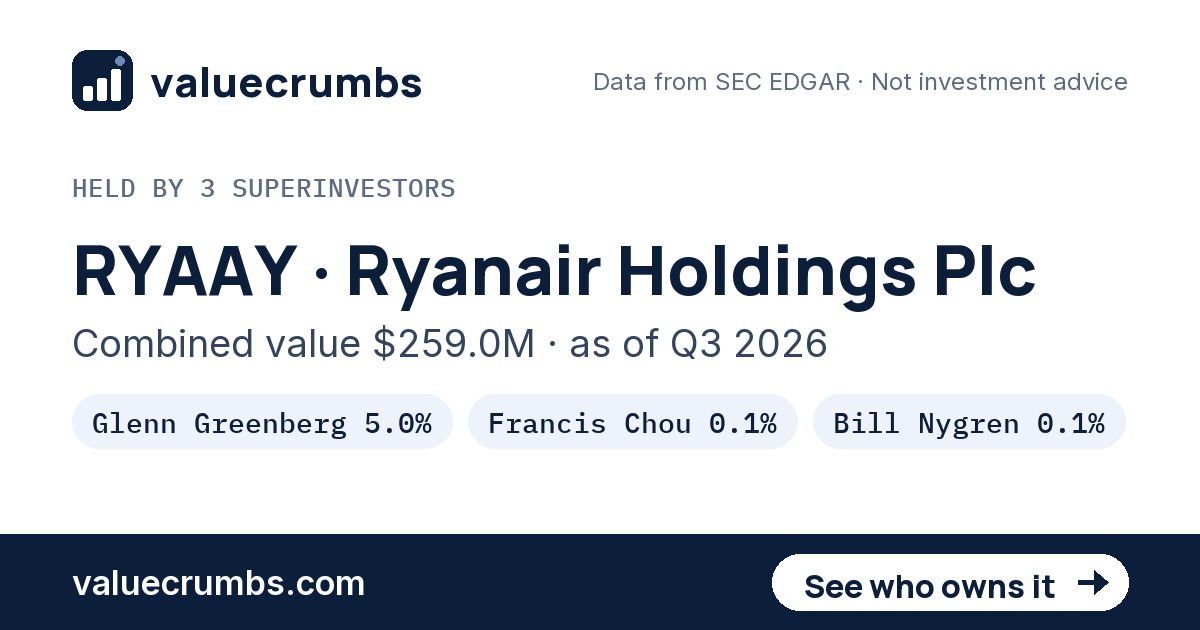 valuecrumbs
Data from SEC EDGAR · Not investment advice
HELD BY 3 SUPERINVESTORS
RYAAY · Ryanair Holdings Plc
Combined value $259.0M · as of Q3 2026
Glenn Greenberg 5.0% Francis Chou 0.1% Bill Nygren 0.1%
valuecrumbs.com
See who owns it →